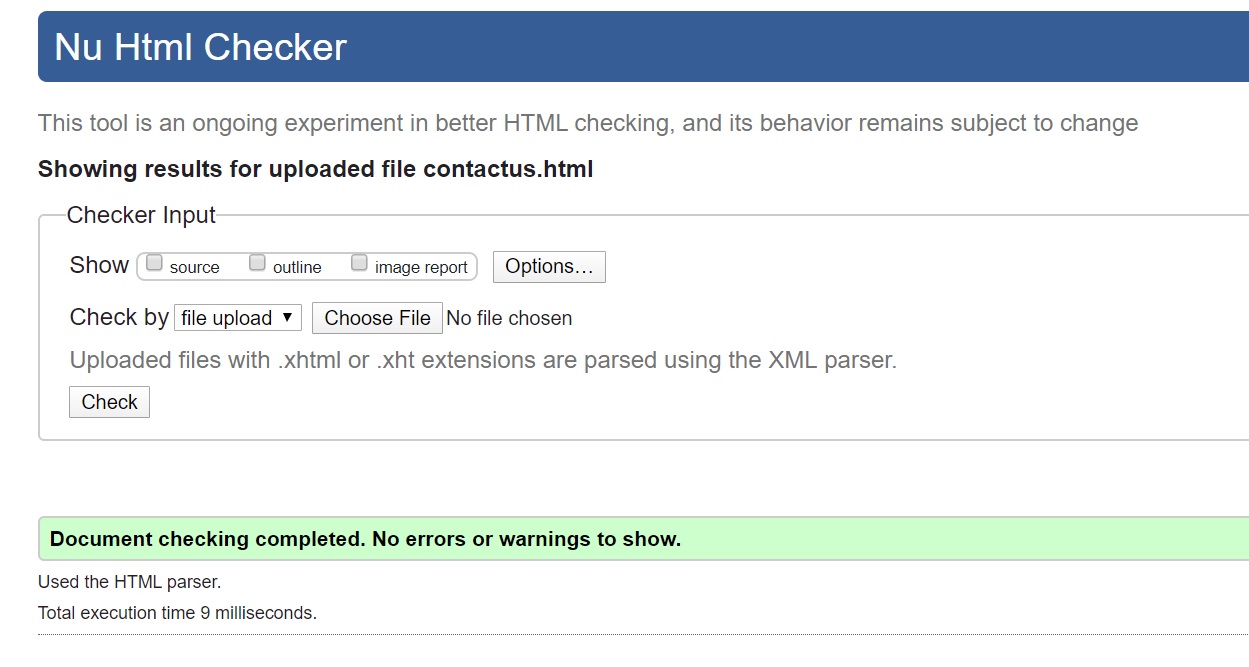 Nu Html Checker
This tool is an ongoing experiment in better HTML checking, and its behavior remains subject to change
Showing results for uploaded file contactus.html
Checker Input
Show source outline image report Options...
Check by file upload ▼ Choose File No file chosen
Uploaded files with .xhtml or .xht extensions are parsed using the XML parser.
Check
Document checking completed. No errors or warnings to show.
Used the HTML parser.
Total execution time 9 milliseconds.